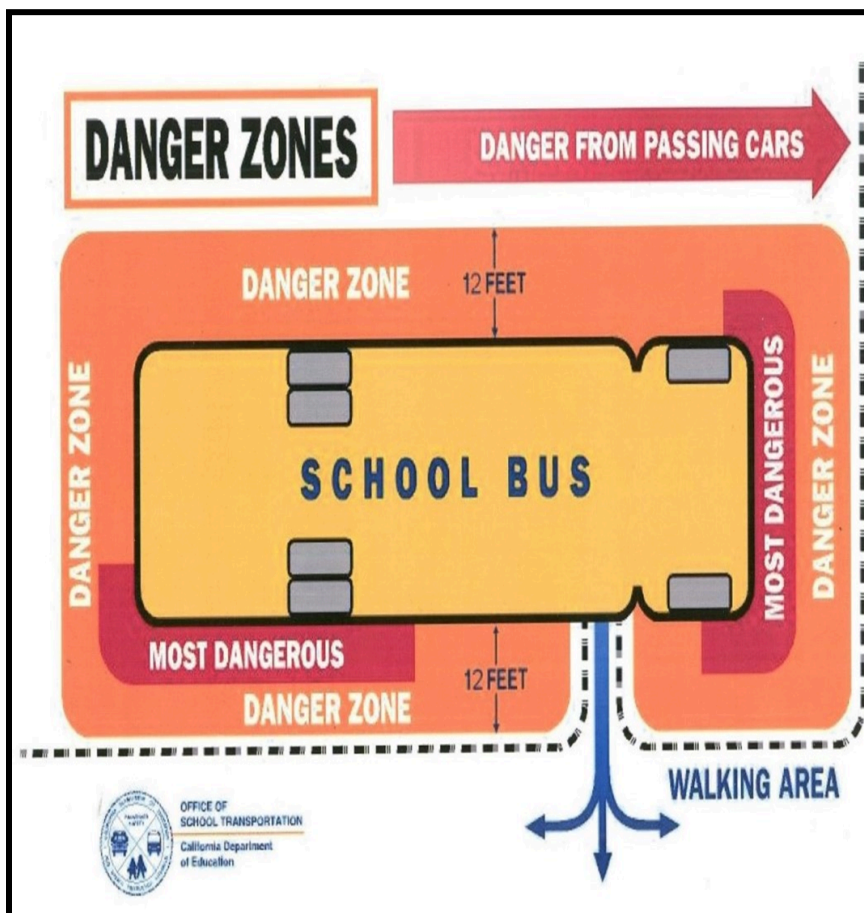 DANGER ZONES
DANGER FROM PASSING CARS
DANGER ZONE
12 FEET
DANGER ZONE
SCHOOL BUS
MOST DANGEROUS
DANGER ZONE
MOST DANGEROUS
12 FEET
DANGER ZONE
WALKING AREA
OFFICE OF
SCHOOL TRANSPORTATION
California Department
of Education